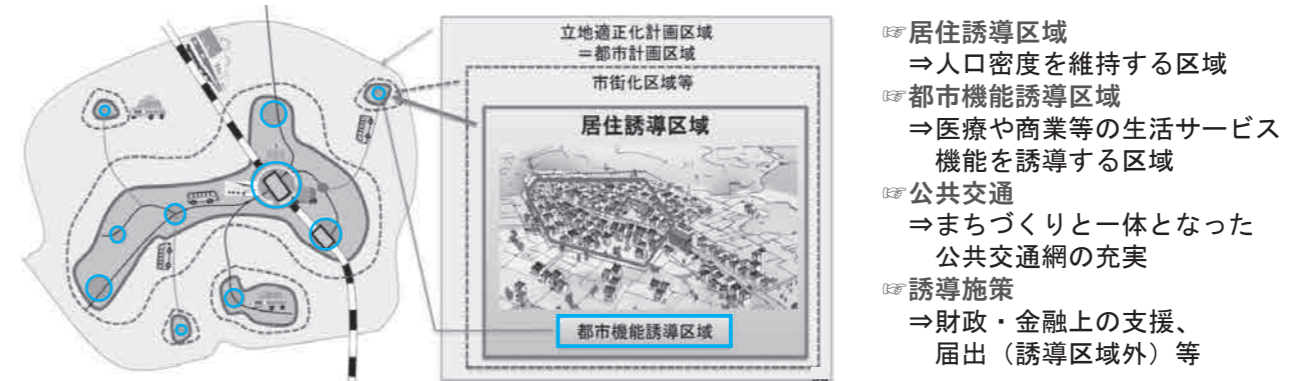 立地適正化計画区域
＝都市計画区域
市街化区域等
居住誘導区域
都市機能誘導区域
☞居住誘導区域
⇒人口密度を維持する区域
☞都市機能誘導区域
⇒医療や商業等の生活サービス
機能を誘導する区域
☞公共交通
⇒まちづくりと一体となった
公共交通網の充実
☞誘導施策
⇒財政・金融上の支援、
届出（誘導区域外）等